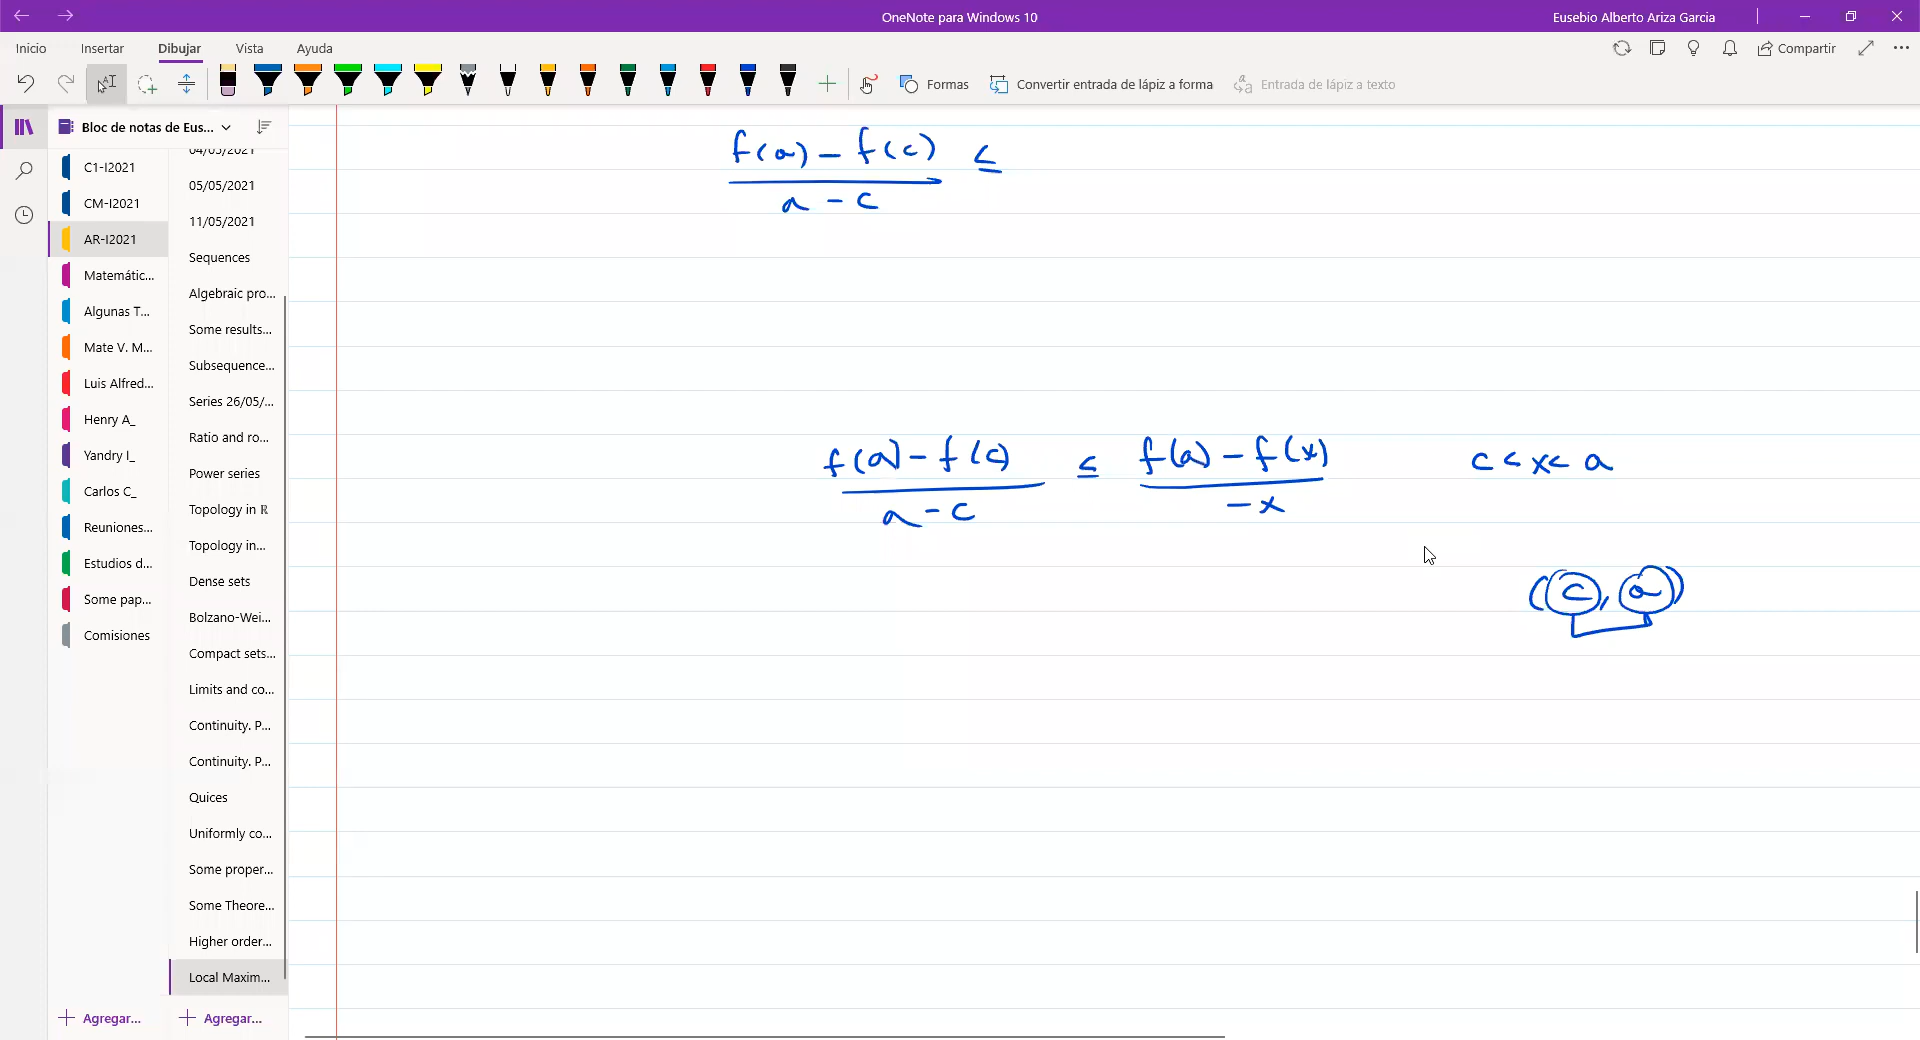 OneNote para Windows 10
Eusebio Alberto Ariza Garcia
Inicio Insertar Dibujar Vista Ayuda
Compartir
Formas
Convertir entrada de lápiz a forma
Entrada de lápiz a texto
Bloc de notas de Eus...
C1-I2021
CM-I2021
AR-I2021
Matemátic...
Algunas T...
Mate V. M...
Luis Alfred...
Henry A_
Yandry I_
Carlos C_
Reuniones...
Estudios d...
Some pap...
Comisiones
Agregar...
04/05/2021
05/05/2021
11/05/2021
Sequences
Algebraic pro...
Some results...
Subsequence...
Series 26/05/...
Ratio and ro...
Power series
Topology in ℝ
Topology in...
Dense sets
Bolzano-Wei...
Compact sets...
Limits and co...
Continuity. P...
Continuity. P...
Quices
Uniformly co...
Some proper...
Some Theore...
Higher order...
Local Maxim...
Agregar...
f(a) - f(c) ≤
a - c
f(a) - f(c) ≤ f(a) - f(x) c < x < a
a - c - x
(c, a)